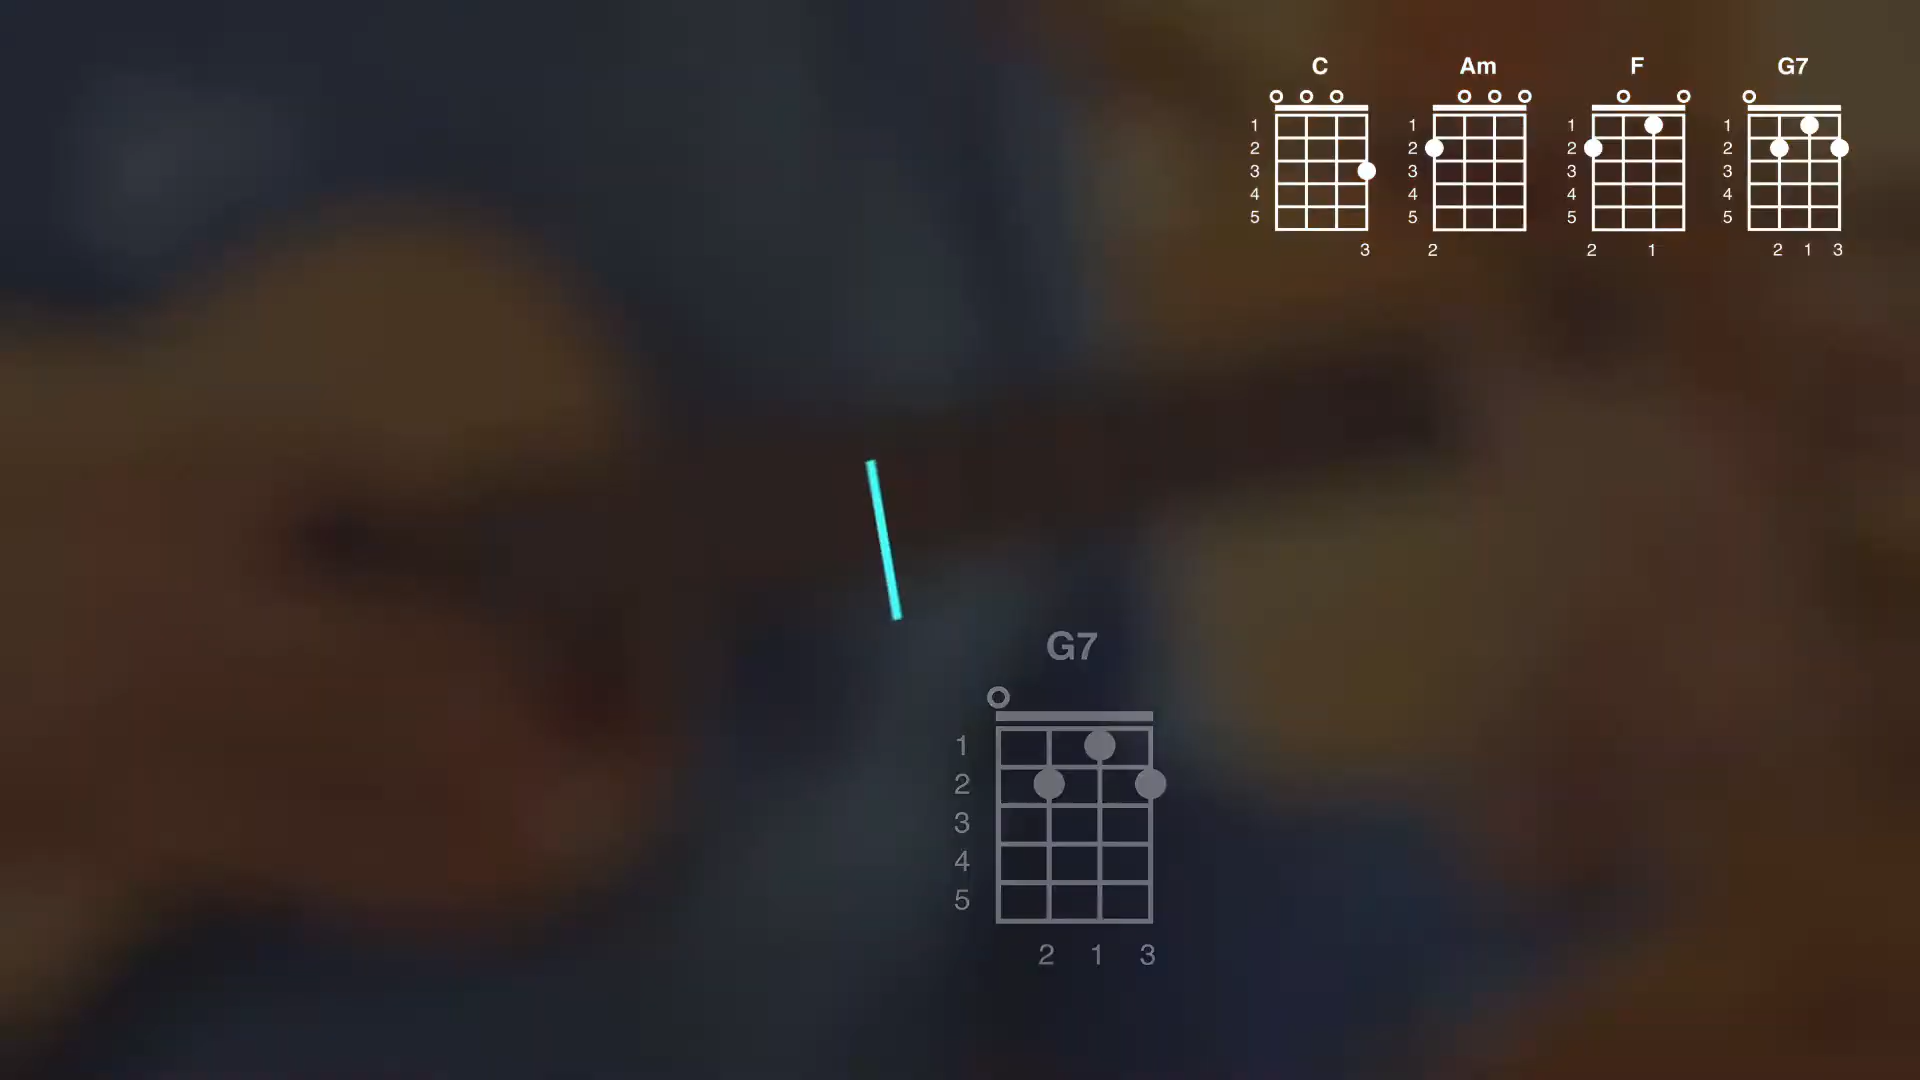 C Am F G7
1 1 1 1
2 2 2 2
3 3 3 3
4 4 4 4
5 5 5 5
3 2 2 1 2 1 3
G7
1
2
3
4
5
2 1 3